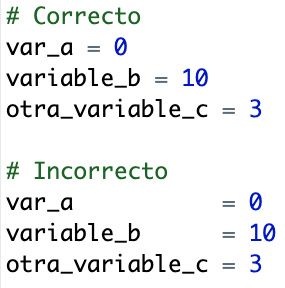 # Correcto
var_a = 0
variable_b = 10
otra_variable_c = 3

# Incorrecto
var_a           = 0
variable_b      = 10
otra_variable_c = 3